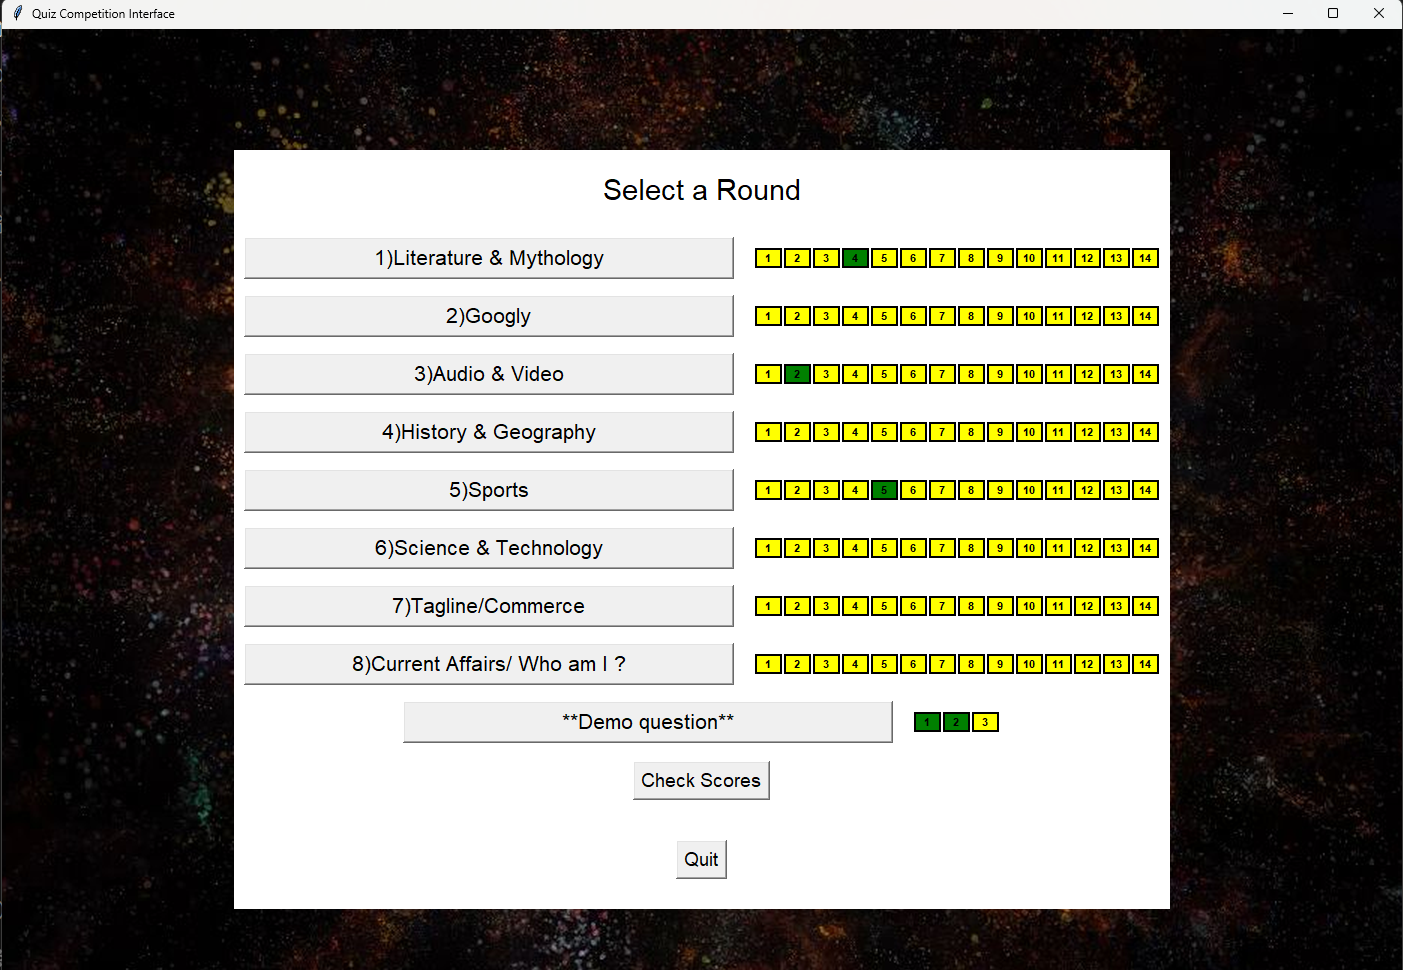 Quiz Competition Interface
Select a Round
1)Literature & Mythology 1 2 3 4 5 6 7 8 9 10 11 12 13 14
2)Googly 1 2 3 4 5 6 7 8 9 10 11 12 13 14
3)Audio & Video 1 2 3 4 5 6 7 8 9 10 11 12 13 14
4)History & Geography 1 2 3 4 5 6 7 8 9 10 11 12 13 14
5)Sports 1 2 3 4 5 6 7 8 9 10 11 12 13 14
6)Science & Technology 1 2 3 4 5 6 7 8 9 10 11 12 13 14
7)Tagline/Commerce 1 2 3 4 5 6 7 8 9 10 11 12 13 14
8)Current Affairs/ Who am I ? 1 2 3 4 5 6 7 8 9 10 11 12 13 14
**Demo question** 1 2 3
Check Scores
Quit